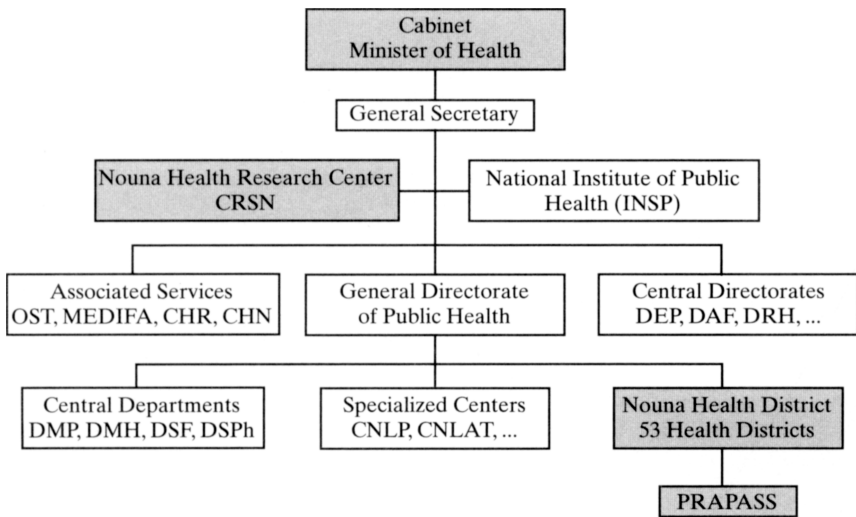 Cabinet
Minister of Health
General Secretary
Nouna Health Research Center
CRSN
National Institute of Public
Health (INSP)
Associated Services
OST, MEDIFA, CHR, CHN
General Directorate
of Public Health
Central Directorates
DEP, DAF, DRH, ...
Central Departments
DMP, DMH, DSF, DSPh
Specialized Centers
CNLP, CNLAT, ...
Nouna Health District
53 Health Districts
PRAPASS